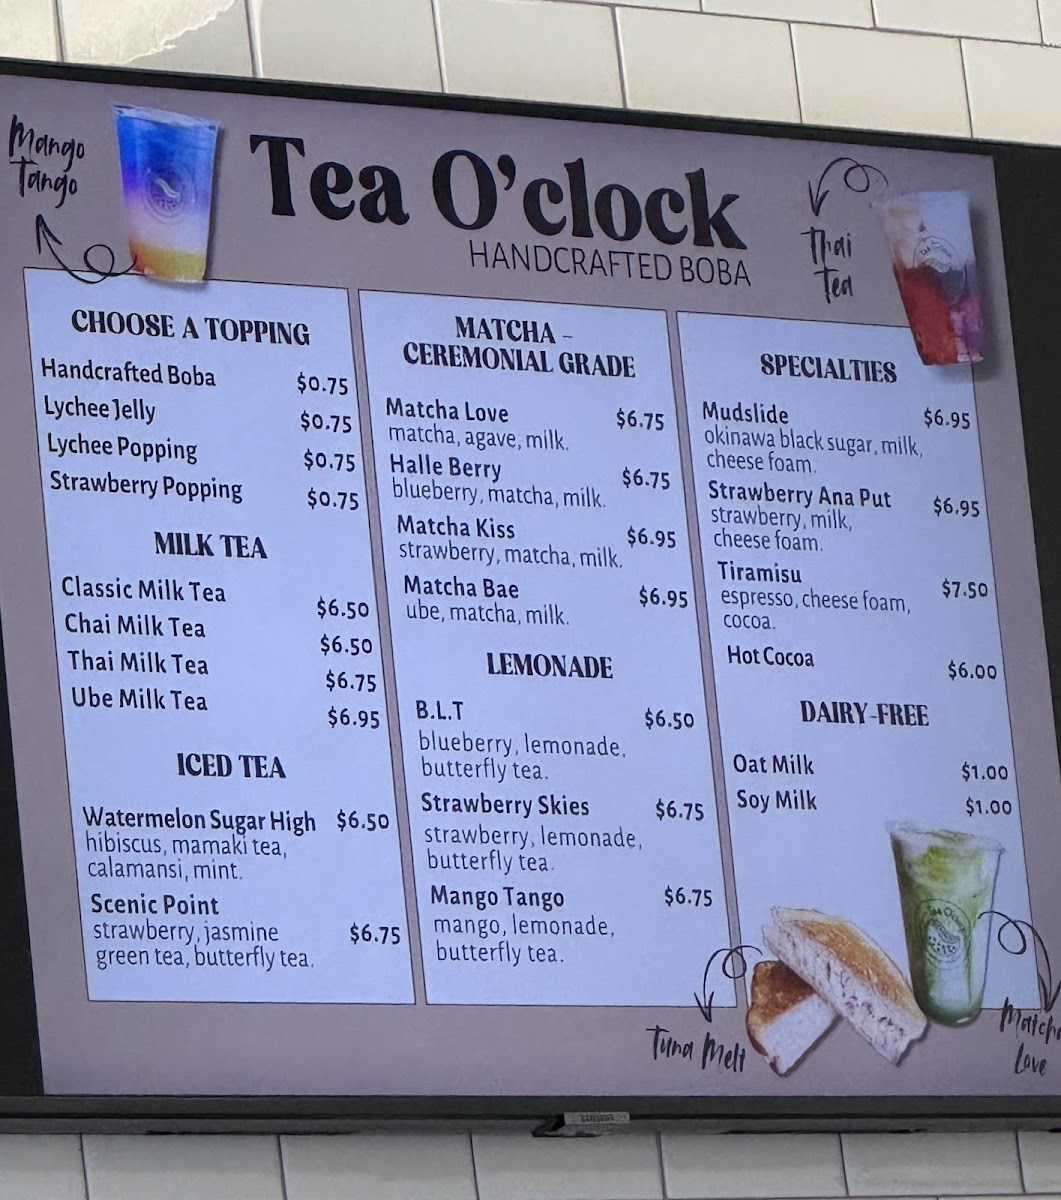 Mango
Tango
Tea O'clock
HANDCRAFTED BOBA
Thai
Tea
CHOOSE A TOPPING
Handcrafted Boba $0.75
Lychee Jelly $0.75
Lychee Popping $0.75
Strawberry Popping $0.75
MILK TEA
Classic Milk Tea $6.50
Chai Milk Tea $6.50
Thai Milk Tea $6.75
Ube Milk Tea $6.95
ICED TEA
Watermelon Sugar High $6.50
hibiscus, mamaki tea,
calamansi, mint.
Scenic Point
strawberry, jasmine $6.75
green tea, butterfly tea.
MATCHA -
CEREMONIAL GRADE
Matcha Love $6.75
matcha, agave, milk.
Halle Berry $6.75
blueberry, matcha, milk.
Matcha Kiss $6.95
strawberry, matcha, milk.
Matcha Bae $6.95
ube, matcha, milk.
LEMONADE
B.L.T $6.50
blueberry, lemonade,
butterfly tea.
Strawberry Skies $6.75
strawberry, lemonade,
butterfly tea.
Mango Tango $6.75
mango, lemonade,
butterfly tea.
SPECIALTIES
Mudslide $6.95
okinawa black sugar, milk,
cheese foam.
Strawberry Ana Put $6.95
strawberry, milk,
cheese foam.
Tiramisu $7.50
espresso, cheese foam,
cocoa.
Hot Cocoa $6.00
DAIRY-FREE
Oat Milk $1.00
Soy Milk $1.00
Tuna Melt
Matcha
Love